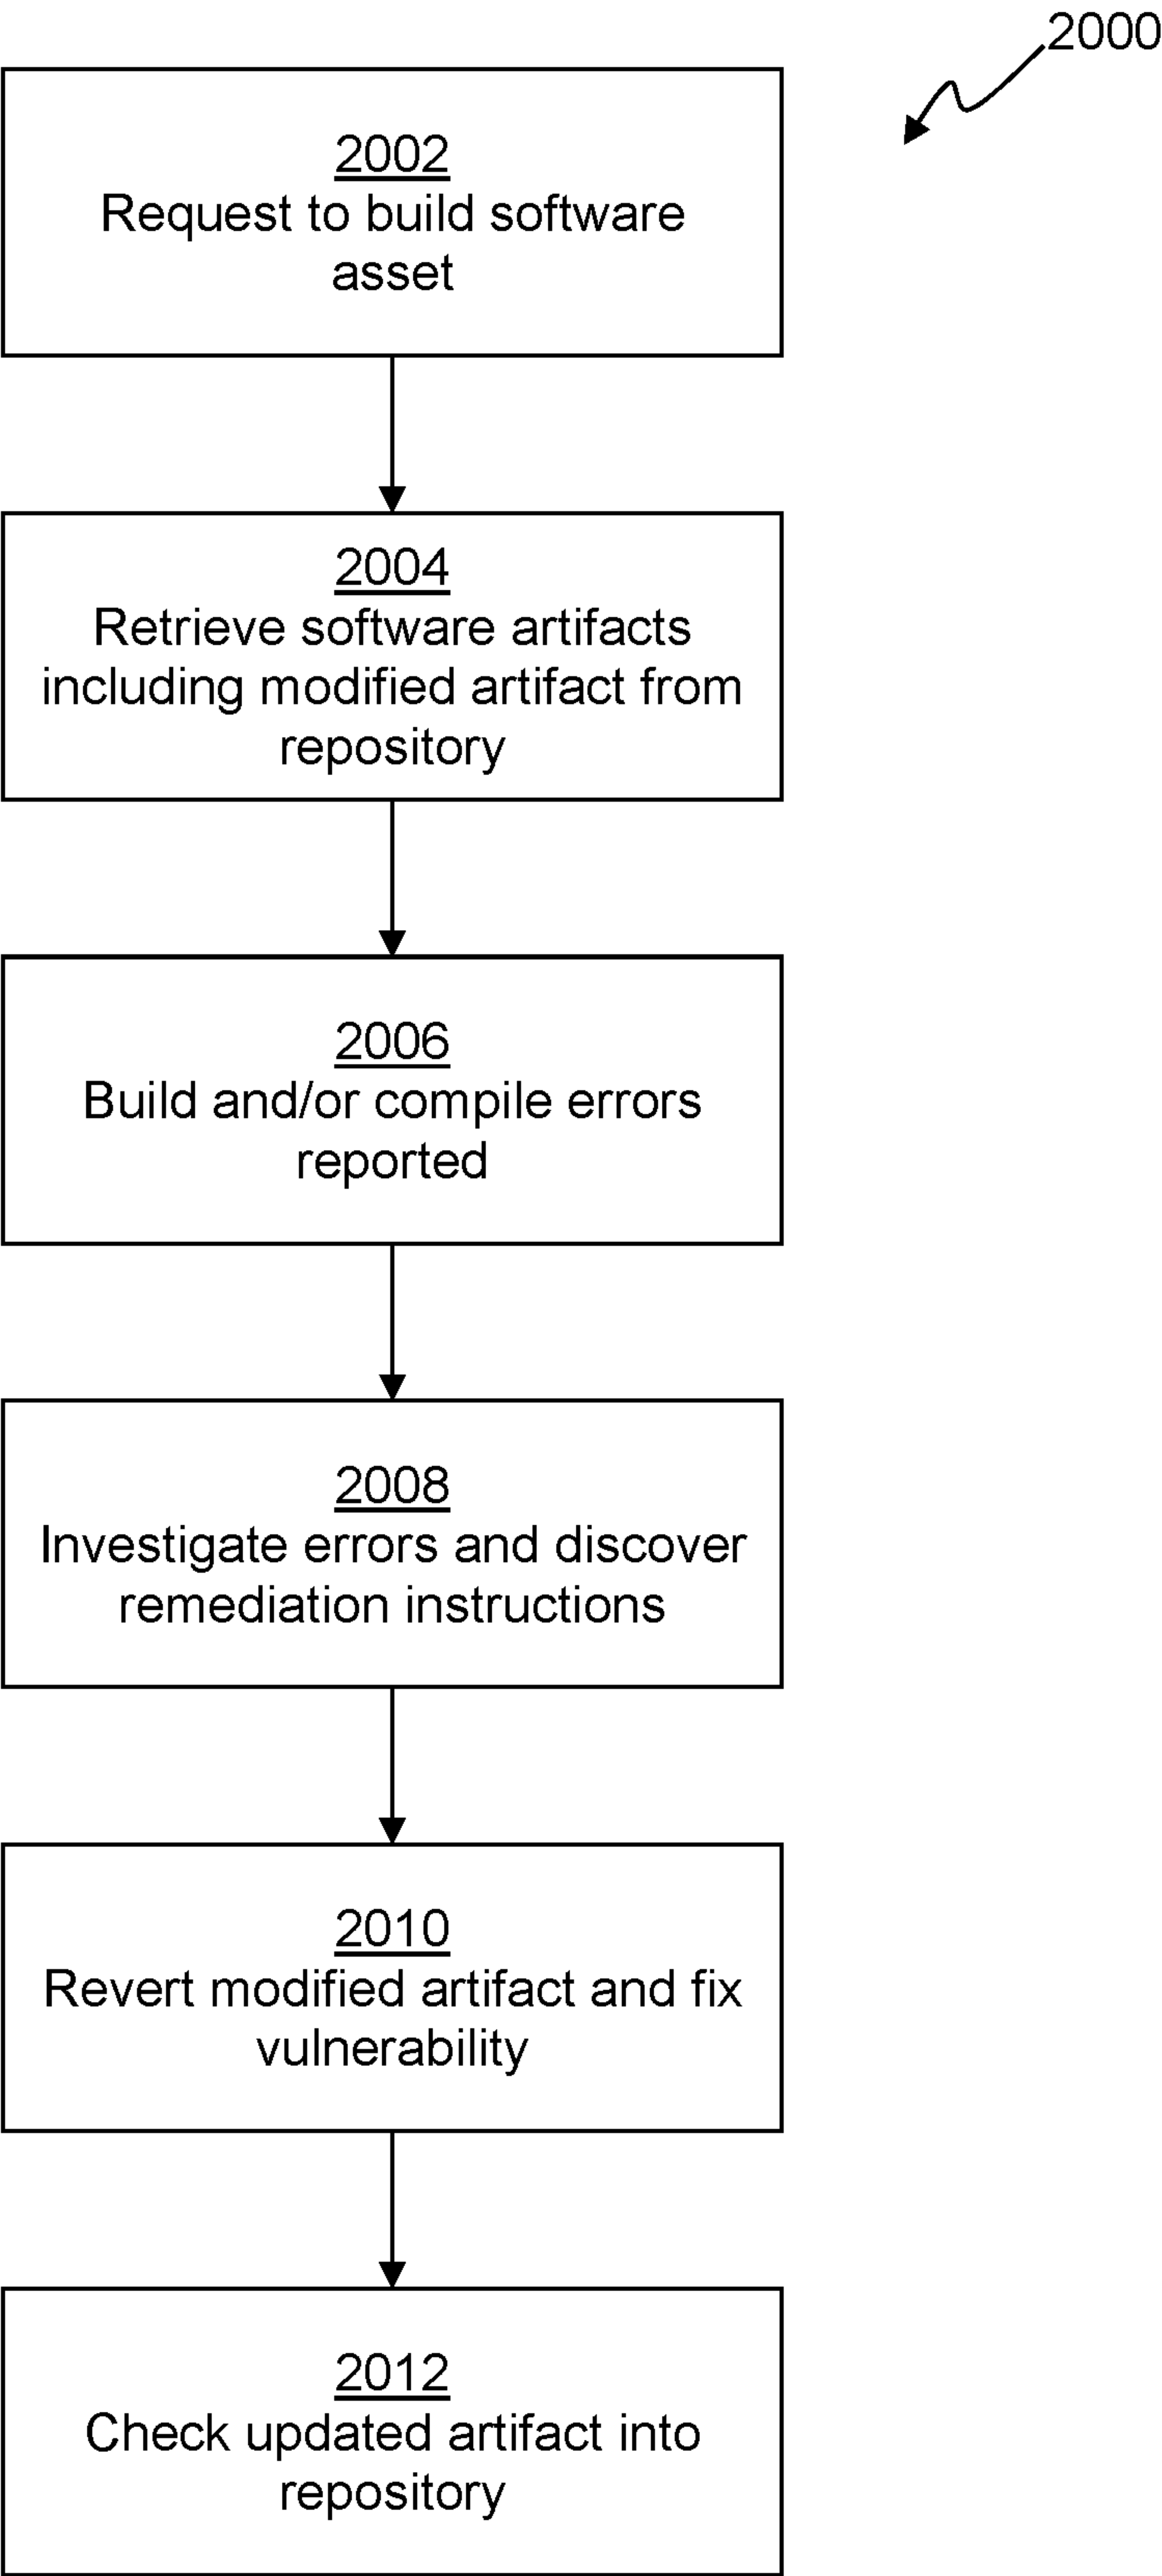 2000
2002
Request to build software
asset
2004
Retrieve software artifacts
including modified artifact from
repository
2006
Build and/or compile errors
reported
2008
Investigate errors and discover
remediation instructions
2010
Revert modified artifact and fix
vulnerability
2012
Check updated artifact into
repository